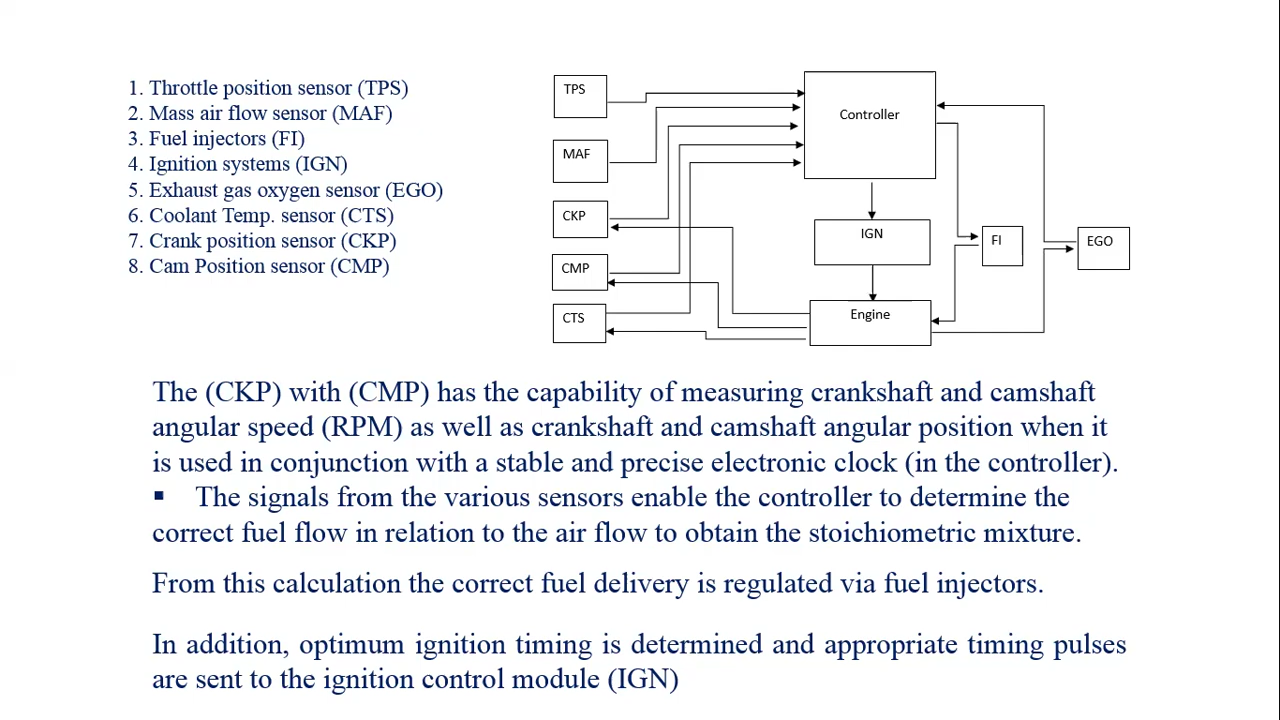 1. Throttle position sensor (TPS)
2. Mass air flow sensor (MAF)
3. Fuel injectors (FI)
4. Ignition systems (IGN)
5. Exhaust gas oxygen sensor (EGO)
6. Coolant Temp. sensor (CTS)
7. Crank position sensor (CKP)
8. Cam Position sensor (CMP)
TPS
MAF
CKP
CMP
CTS
Controller
IGN
Engine
FI
EGO
The (CKP) with (CMP) has the capability of measuring crankshaft and camshaft
angular speed (RPM) as well as crankshaft and camshaft angular position when it
is used in conjunction with a stable and precise electronic clock (in the controller).
▪ The signals from the various sensors enable the controller to determine the
correct fuel flow in relation to the air flow to obtain the stoichiometric mixture.
From this calculation the correct fuel delivery is regulated via fuel injectors.
In addition, optimum ignition timing is determined and appropriate timing pulses
are sent to the ignition control module (IGN)